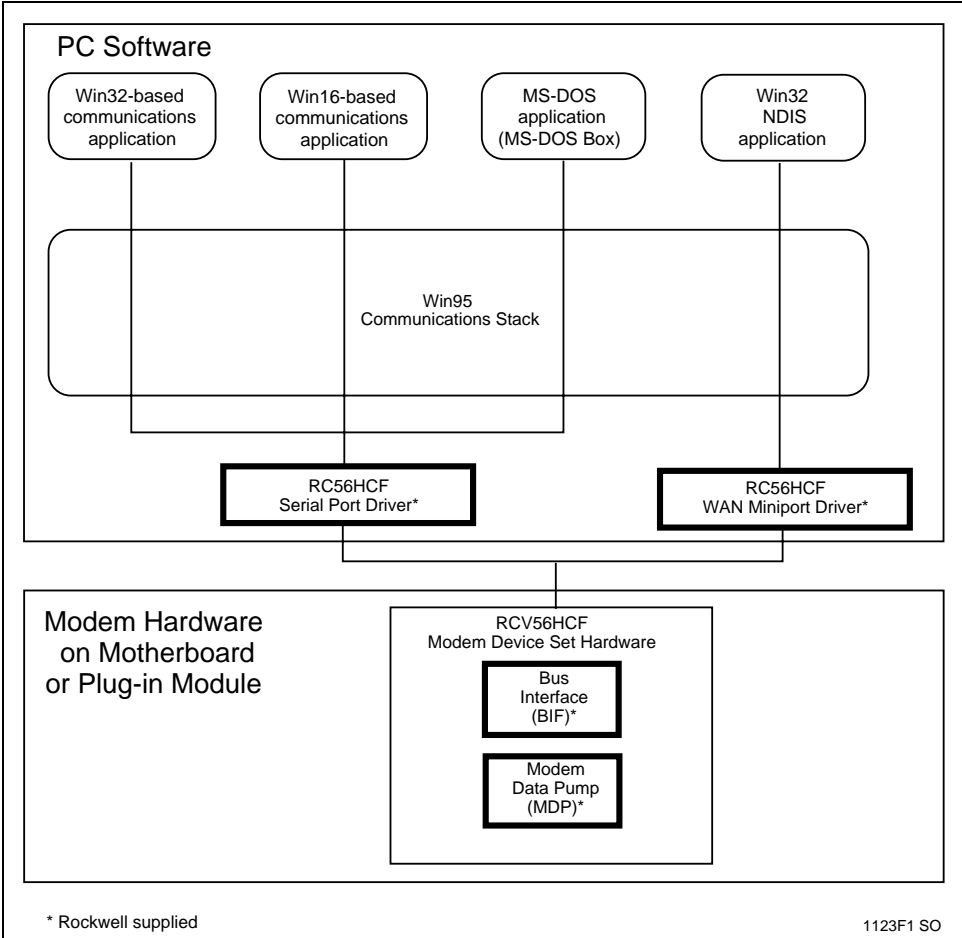 PC Software
Win32-based
communications
application
Win16-based
communications
application
MS-DOS
application
(MS-DOS Box)
Win32
NDIS
application
Win95
Communications Stack
RC56HCF
Serial Port Driver*
RC56HCF
WAN Miniport Driver*
Modem Hardware
on Motherboard
or Plug-in Module
RCV56HCF
Modem Device Set Hardware
Bus
Interface
(BIF)*
Modem
Data Pump
(MDP)*
* Rockwell supplied
1123F1 SO